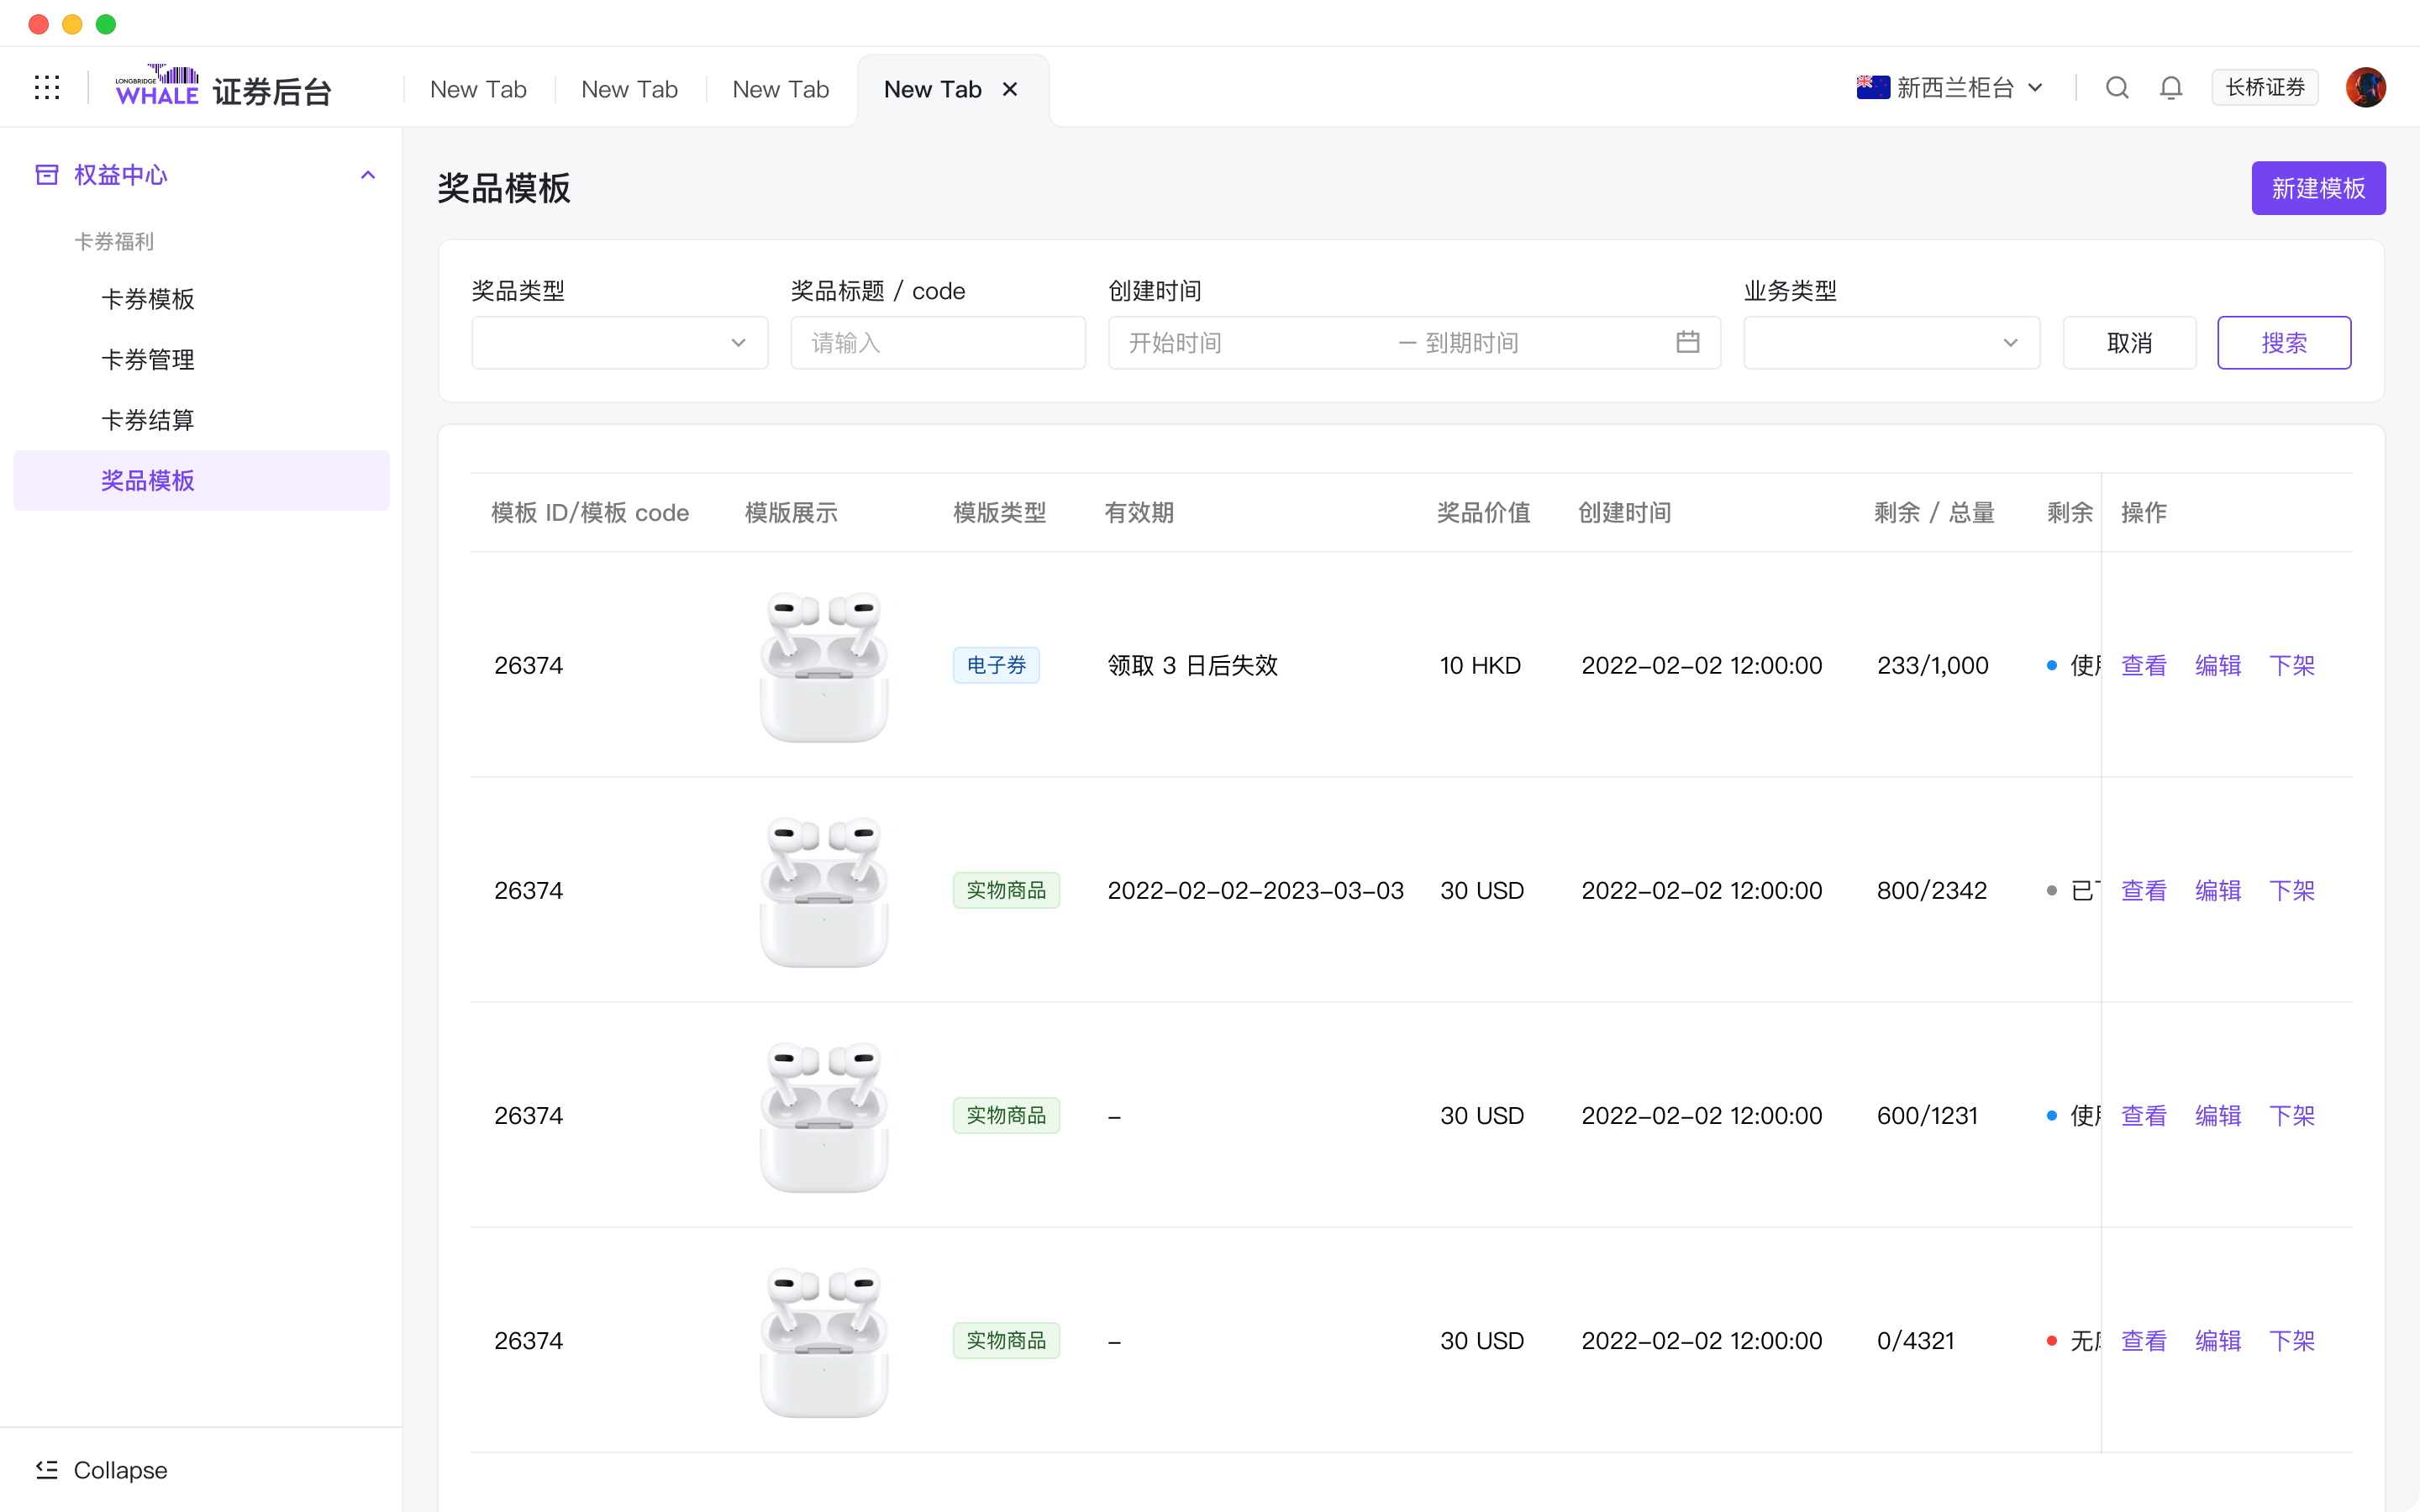 LONGBRIDGE
WHALE 证券后台
New Tab
New Tab
New Tab
New Tab
新西兰柜台
长桥证券
权益中心
卡券福利
卡券模板
卡券管理
卡券结算
奖品模板
Collapse
奖品模板
新建模板
奖品类型
奖品标题 / code
创建时间
业务类型
请输入
开始时间 — 到期时间
取消
搜索
模板 ID/模板 code 模版展示 模版类型 有效期 奖品价值 创建时间 剩余 / 总量 剩余 操作
26374 电子券 领取 3 日后失效 10 HKD 2022-02-02 12:00:00 233/1,000 使 查看 编辑 下架
26374 实物商品 2022-02-02-2023-03-03 30 USD 2022-02-02 12:00:00 800/2342 已 查看 编辑 下架
26374 实物商品 - 30 USD 2022-02-02 12:00:00 600/1231 使 查看 编辑 下架
26374 实物商品 - 30 USD 2022-02-02 12:00:00 0/4321 无 查看 编辑 下架